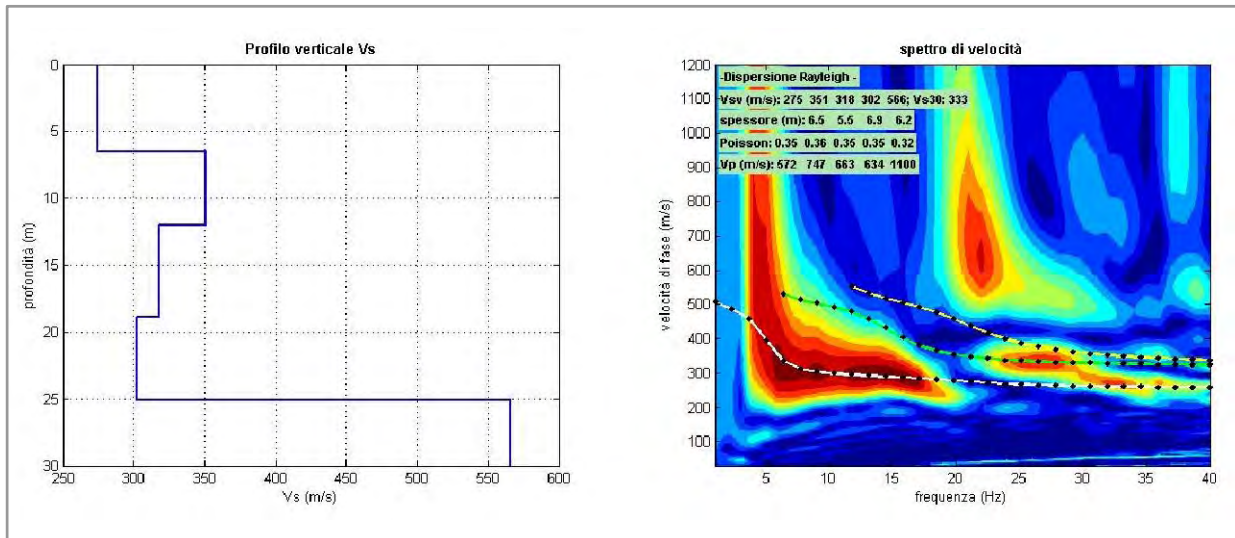 Profilo verticale Vs
0
5
10
15
20
25
30
profondità (m)
250 300 350 400 450 500 550 600
Vs (m/s)
spettro di velocità
-Dispersione Rayleigh -
Vsv (m/s): 275 351 318 302 566; Vs30: 333
spessore (m): 6.5 5.5 6.9 6.2
Poisson: 0.35 0.36 0.35 0.35 0.32
Vp (m/s): 572 747 663 634 1100
1200
1100
1000
900
800
700
600
500
400
300
200
100
velocità di fase (m/s)
5 10 15 20 25 30 35 40
frequenza (Hz)